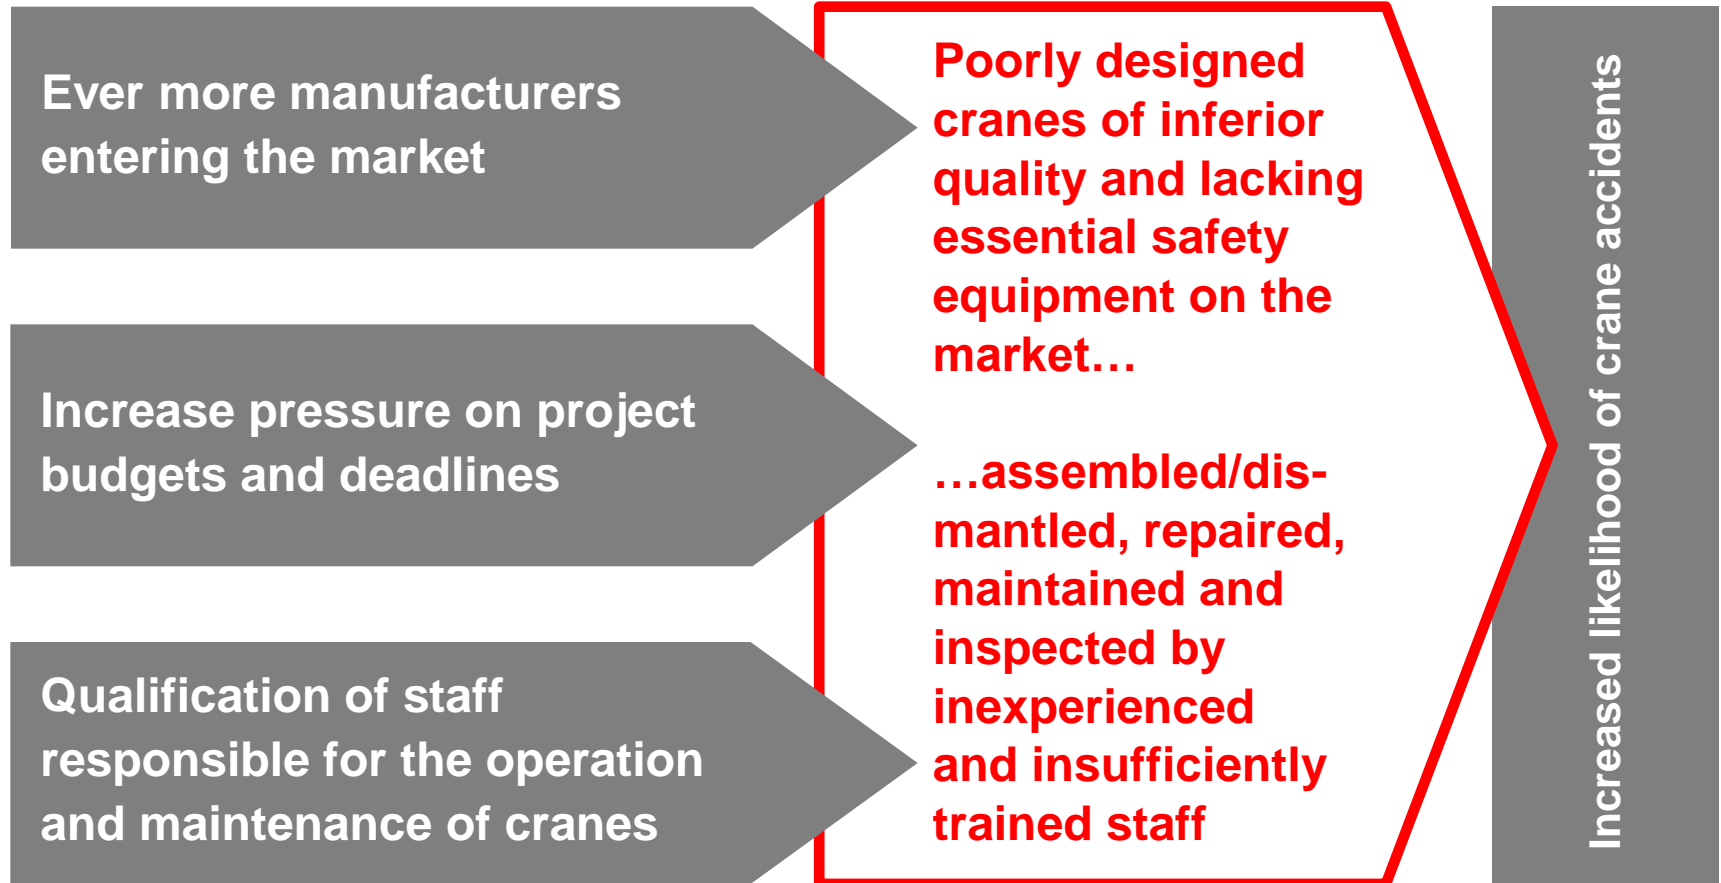 Ever more manufacturers
entering the market
Increase pressure on project
budgets and deadlines
Qualification of staff
responsible for the operation
and maintenance of cranes
Poorly designed
cranes of inferior
quality and lacking
essential safety
equipment on the
market…
…assembled/dis-
mantled, repaired,
maintained and
inspected by
inexperienced
and insufficiently
trained staff
Increased likelihood of crane accidents